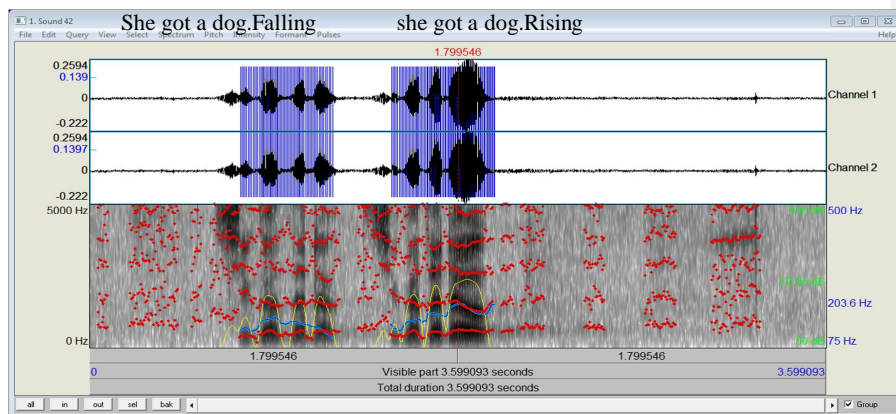 1. Sound 42
She got a dog.Falling she got a dog.Rising
File Edit Query View Select Spectrum Pitch Intensity Formant Pulses Help
1.799546
0.2594
0.139
0
-0.222
Channel 1
0.2594
0.1397
0
-0.222
Channel 2
5000 Hz
500 Hz
203.6 Hz
0 Hz
75 Hz
1.799546 1.799546
0 Visible part 3.599093 seconds 3.599093
Total duration 3.599093 seconds
all in out sel bak Group